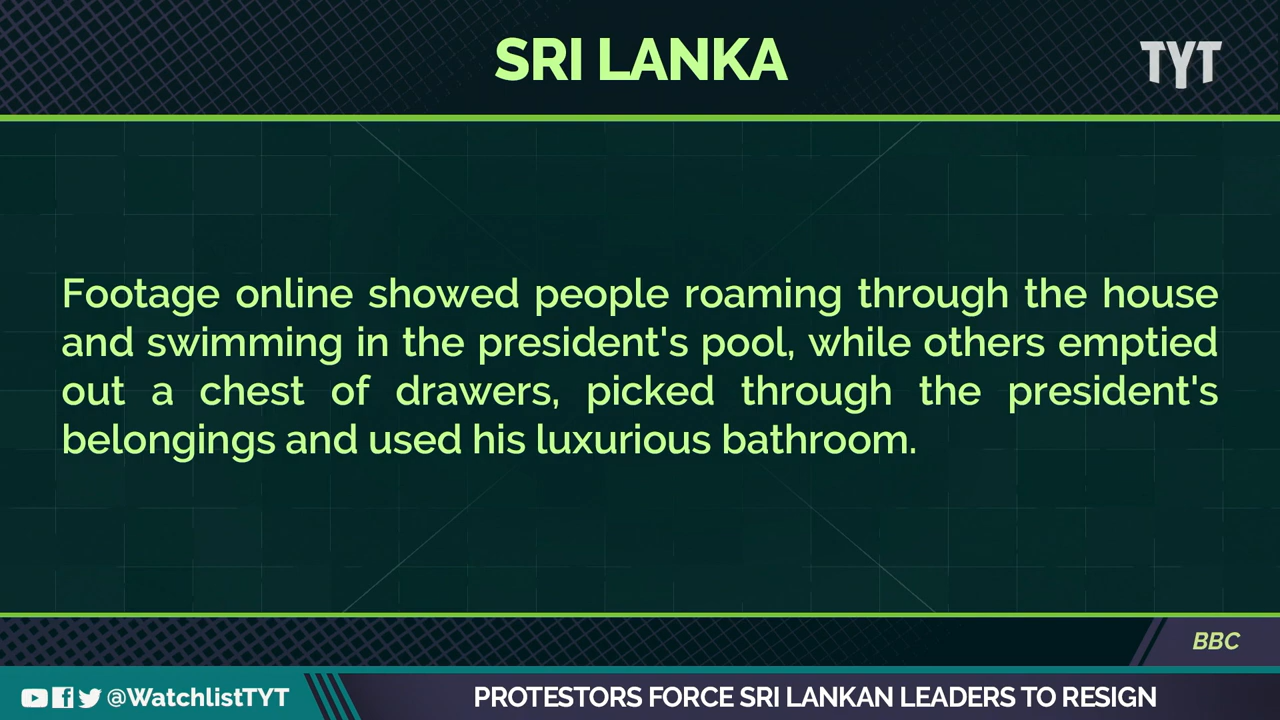 SRI LANKA
TYT
Footage online showed people roaming through the house
and swimming in the president's pool, while others emptied
out a chest of drawers, picked through the president's
belongings and used his luxurious bathroom.
BBC
@WatchlistTYT
PROTESTORS FORCE SRI LANKAN LEADERS TO RESIGN